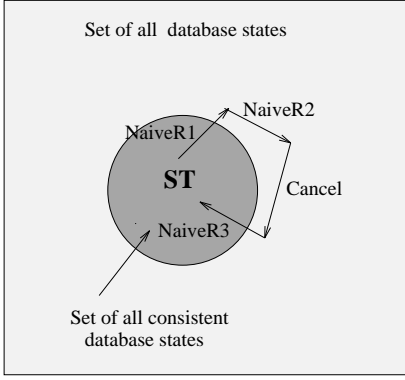 Set of all database states
NaiveR2
NaiveR1
ST
Cancel
NaiveR3
Set of all consistent
database states